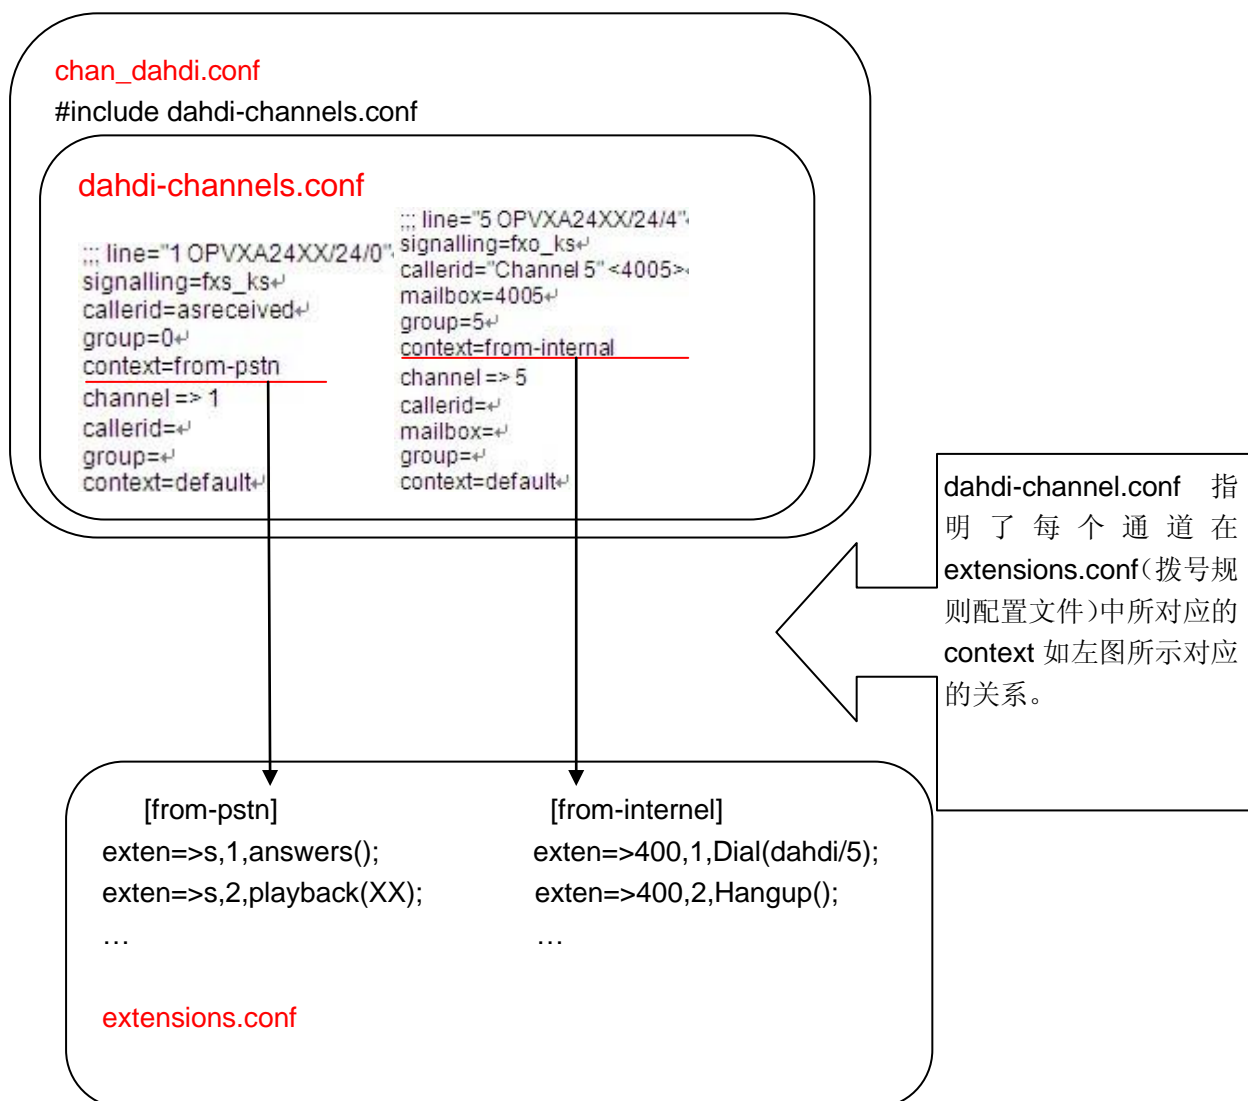 chan_dahdi.conf
#include dahdi-channels.conf
dahdi-channels.conf
;;; line="1 OPVXA24XX/24/0"
signalling=fxs_ks↵
callerid=asreceived↵
group=0↵
context=from-pstn
channel => 1
callerid=↵
group=↵
context=default↵
;;; line="5 OPVXA24XX/24/4"
signalling=fxo_ks↵
callerid="Channel 5" <4005>
mailbox=4005↵
group=5↵
context=from-internal
channel => 5
callerid=↵
mailbox=↵
group=↵
context=default↵
dahdi-channel.conf 指
明了每个通道在
extensions.conf（拨号规
则配置文件）中所对应的
context 如左图所示对应
的关系。
[from-pstn]
exten=>s,1,answers();
exten=>s,2,playback(XX);
…
[from-internel]
exten=>400,1,Dial(dahdi/5);
exten=>400,2,Hangup();
…
extensions.conf